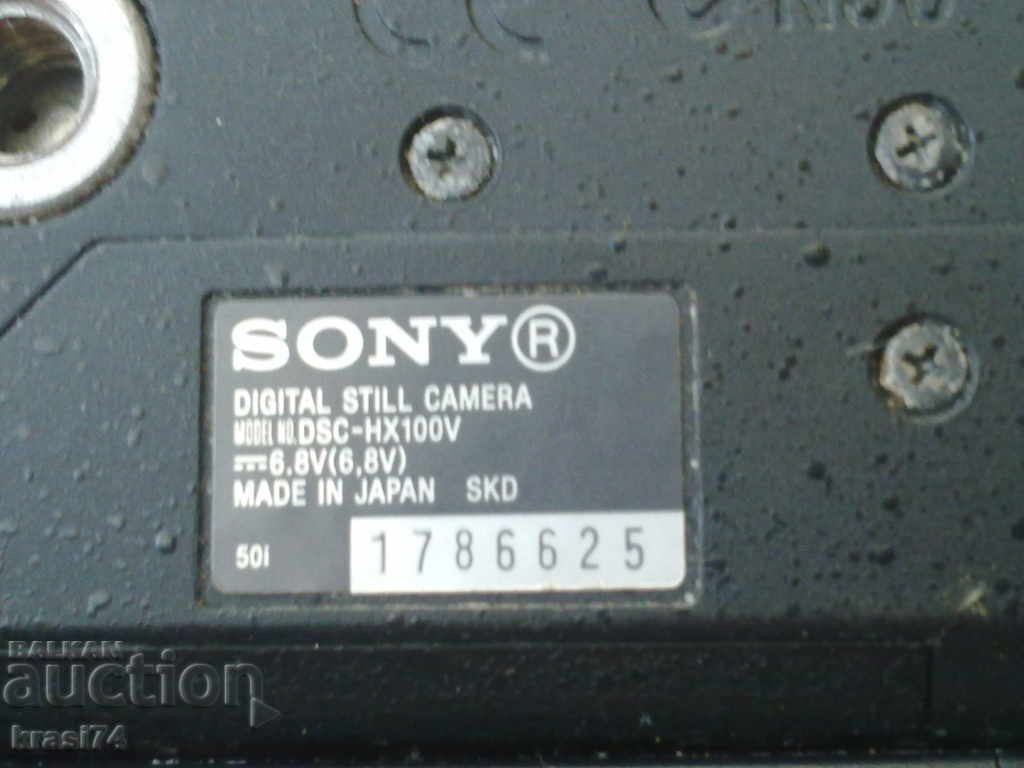 SONY®
DIGITAL STILL CAMERA
MODEL NO. DSC-HX100V
⎓6.8V(6,8V)
MADE IN JAPAN SKD
50i 1786625
BALKAN
auction
krasi74